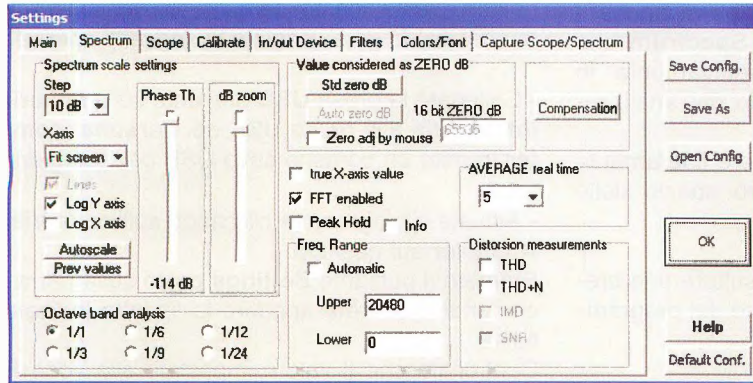 Settings
Main Spectrum Scope Calibrate In/out Device Filters Colors/Font Capture Scope/Spectrum
Spectrum scale settings
Step
10 dB
Phase Th
dB zoom
Xaxis
Fit screen
Lines
Log Y axis
Log X axis
Autoscale
Prev values
-114 dB
Octave band analysis
1/1 1/6 1/12
1/3 1/9 1/24
Value considered as ZERO dB
Std zero dB
Auto zero dB
16 bit ZERO dB
Zero adj by mouse
65536
Compensation
true X-axis value
FFT enabled
Peak Hold Info
AVERAGE real time
5
Freq. Range
Automatic
Upper 20480
Lower 0
Distorsion measurements
THD
THD+N
IMD
SNR
Save Config.
Save As
Open Config
OK
Help
Default Conf.